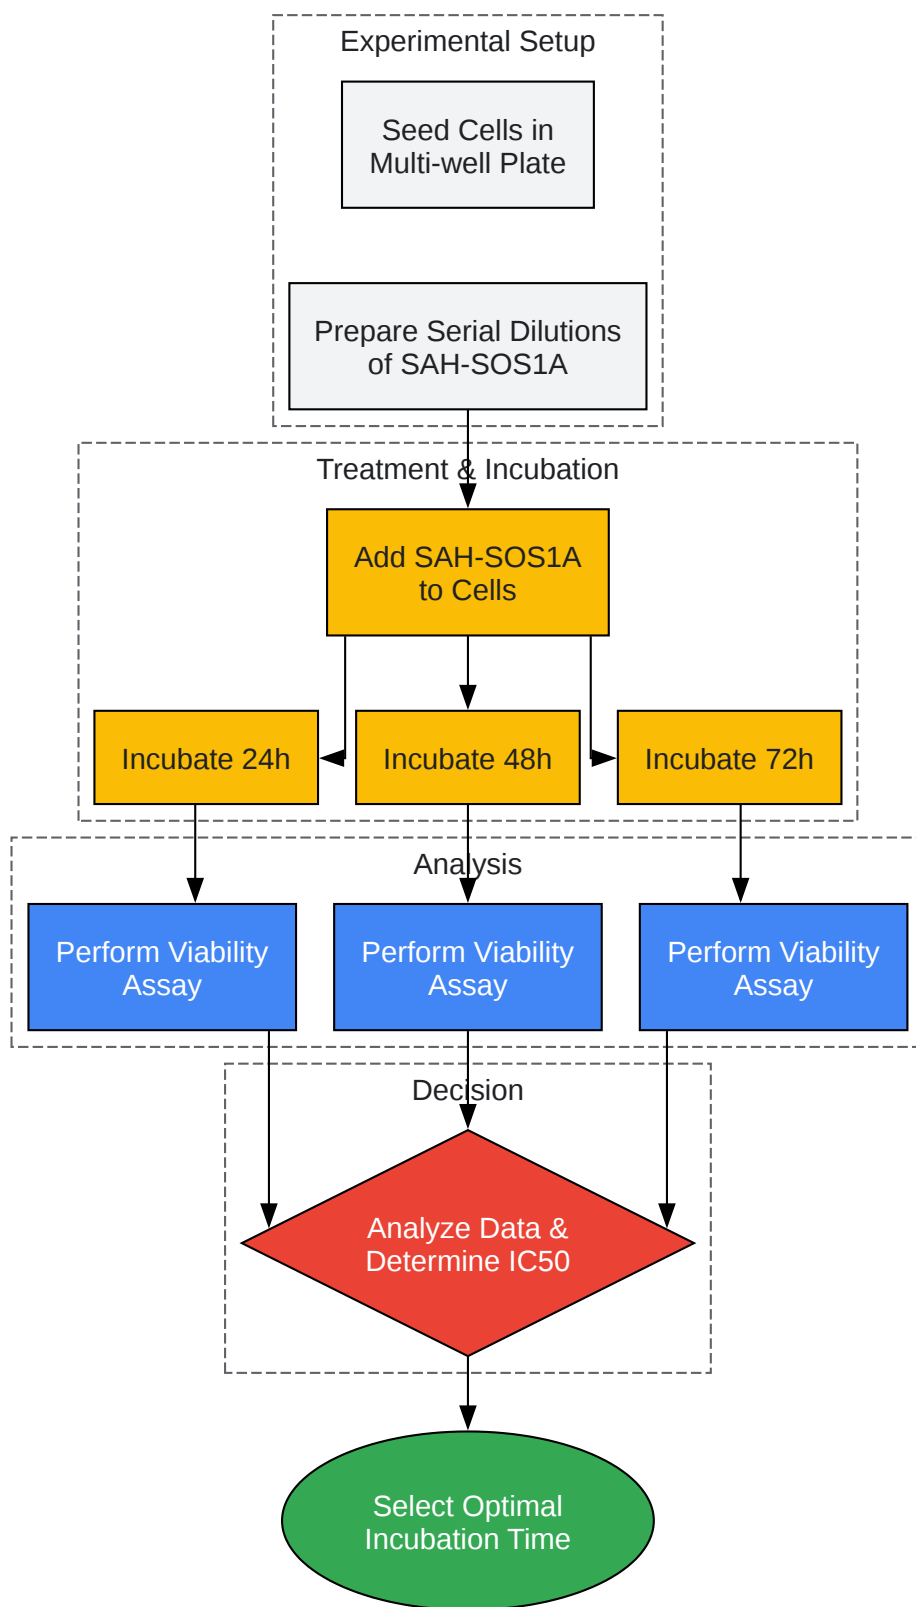 Experimental Setup
Seed Cells in
Multi-well Plate
Prepare Serial Dilutions
of SAH-SOS1A
Treatment & Incubation
Add SAH-SOS1A
to Cells
Incubate 24h
Incubate 48h
Incubate 72h
Analysis
Perform Viability
Assay
Perform Viability
Assay
Perform Viability
Assay
Decision
Analyze Data &
Determine IC50
Select Optimal
Incubation Time